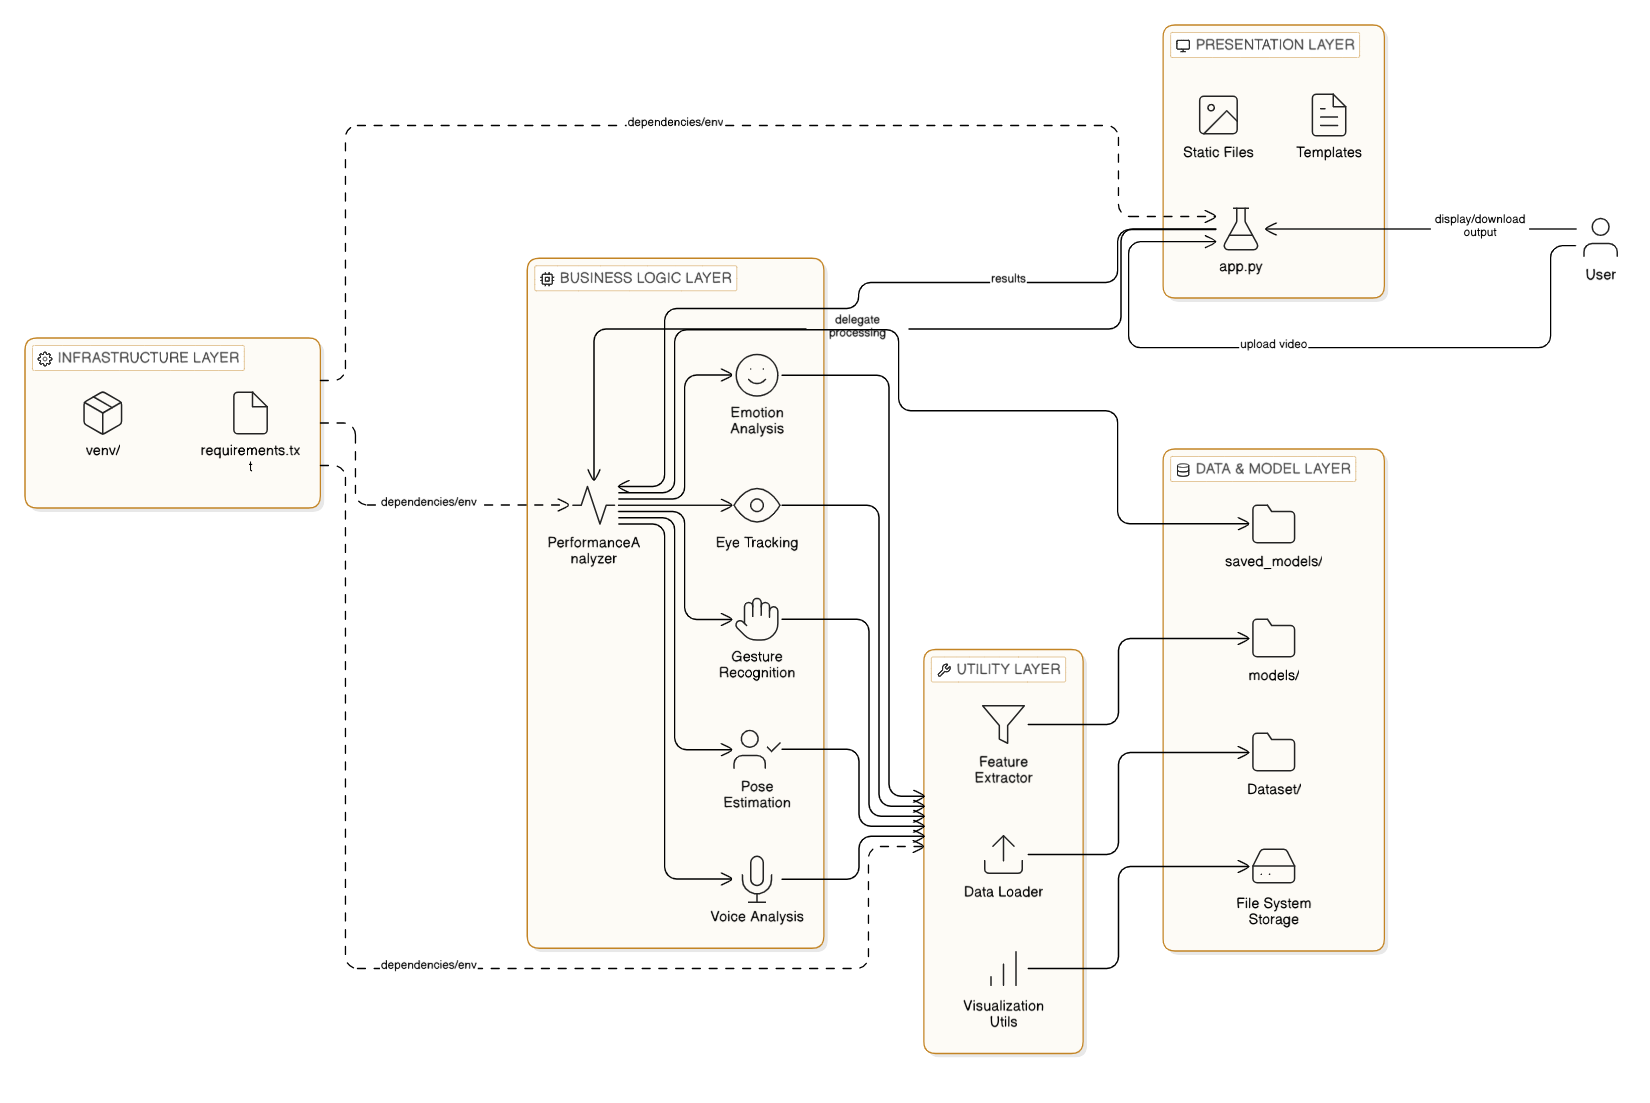 PRESENTATION LAYER
Static Files
Templates
app.py
display/download
output
User
dependencies/env
results
delegate
processing
upload video
BUSINESS LOGIC LAYER
Emotion
Analysis
PerformanceA
nalyzer
Eye Tracking
Gesture
Recognition
Pose
Estimation
Voice Analysis
INFRASTRUCTURE LAYER
venv/
requirements.tx
t
dependencies/env
dependencies/env
UTILITY LAYER
Feature
Extractor
Data Loader
Visualization
Utils
DATA & MODEL LAYER
saved_models/
models/
Dataset/
File System
Storage